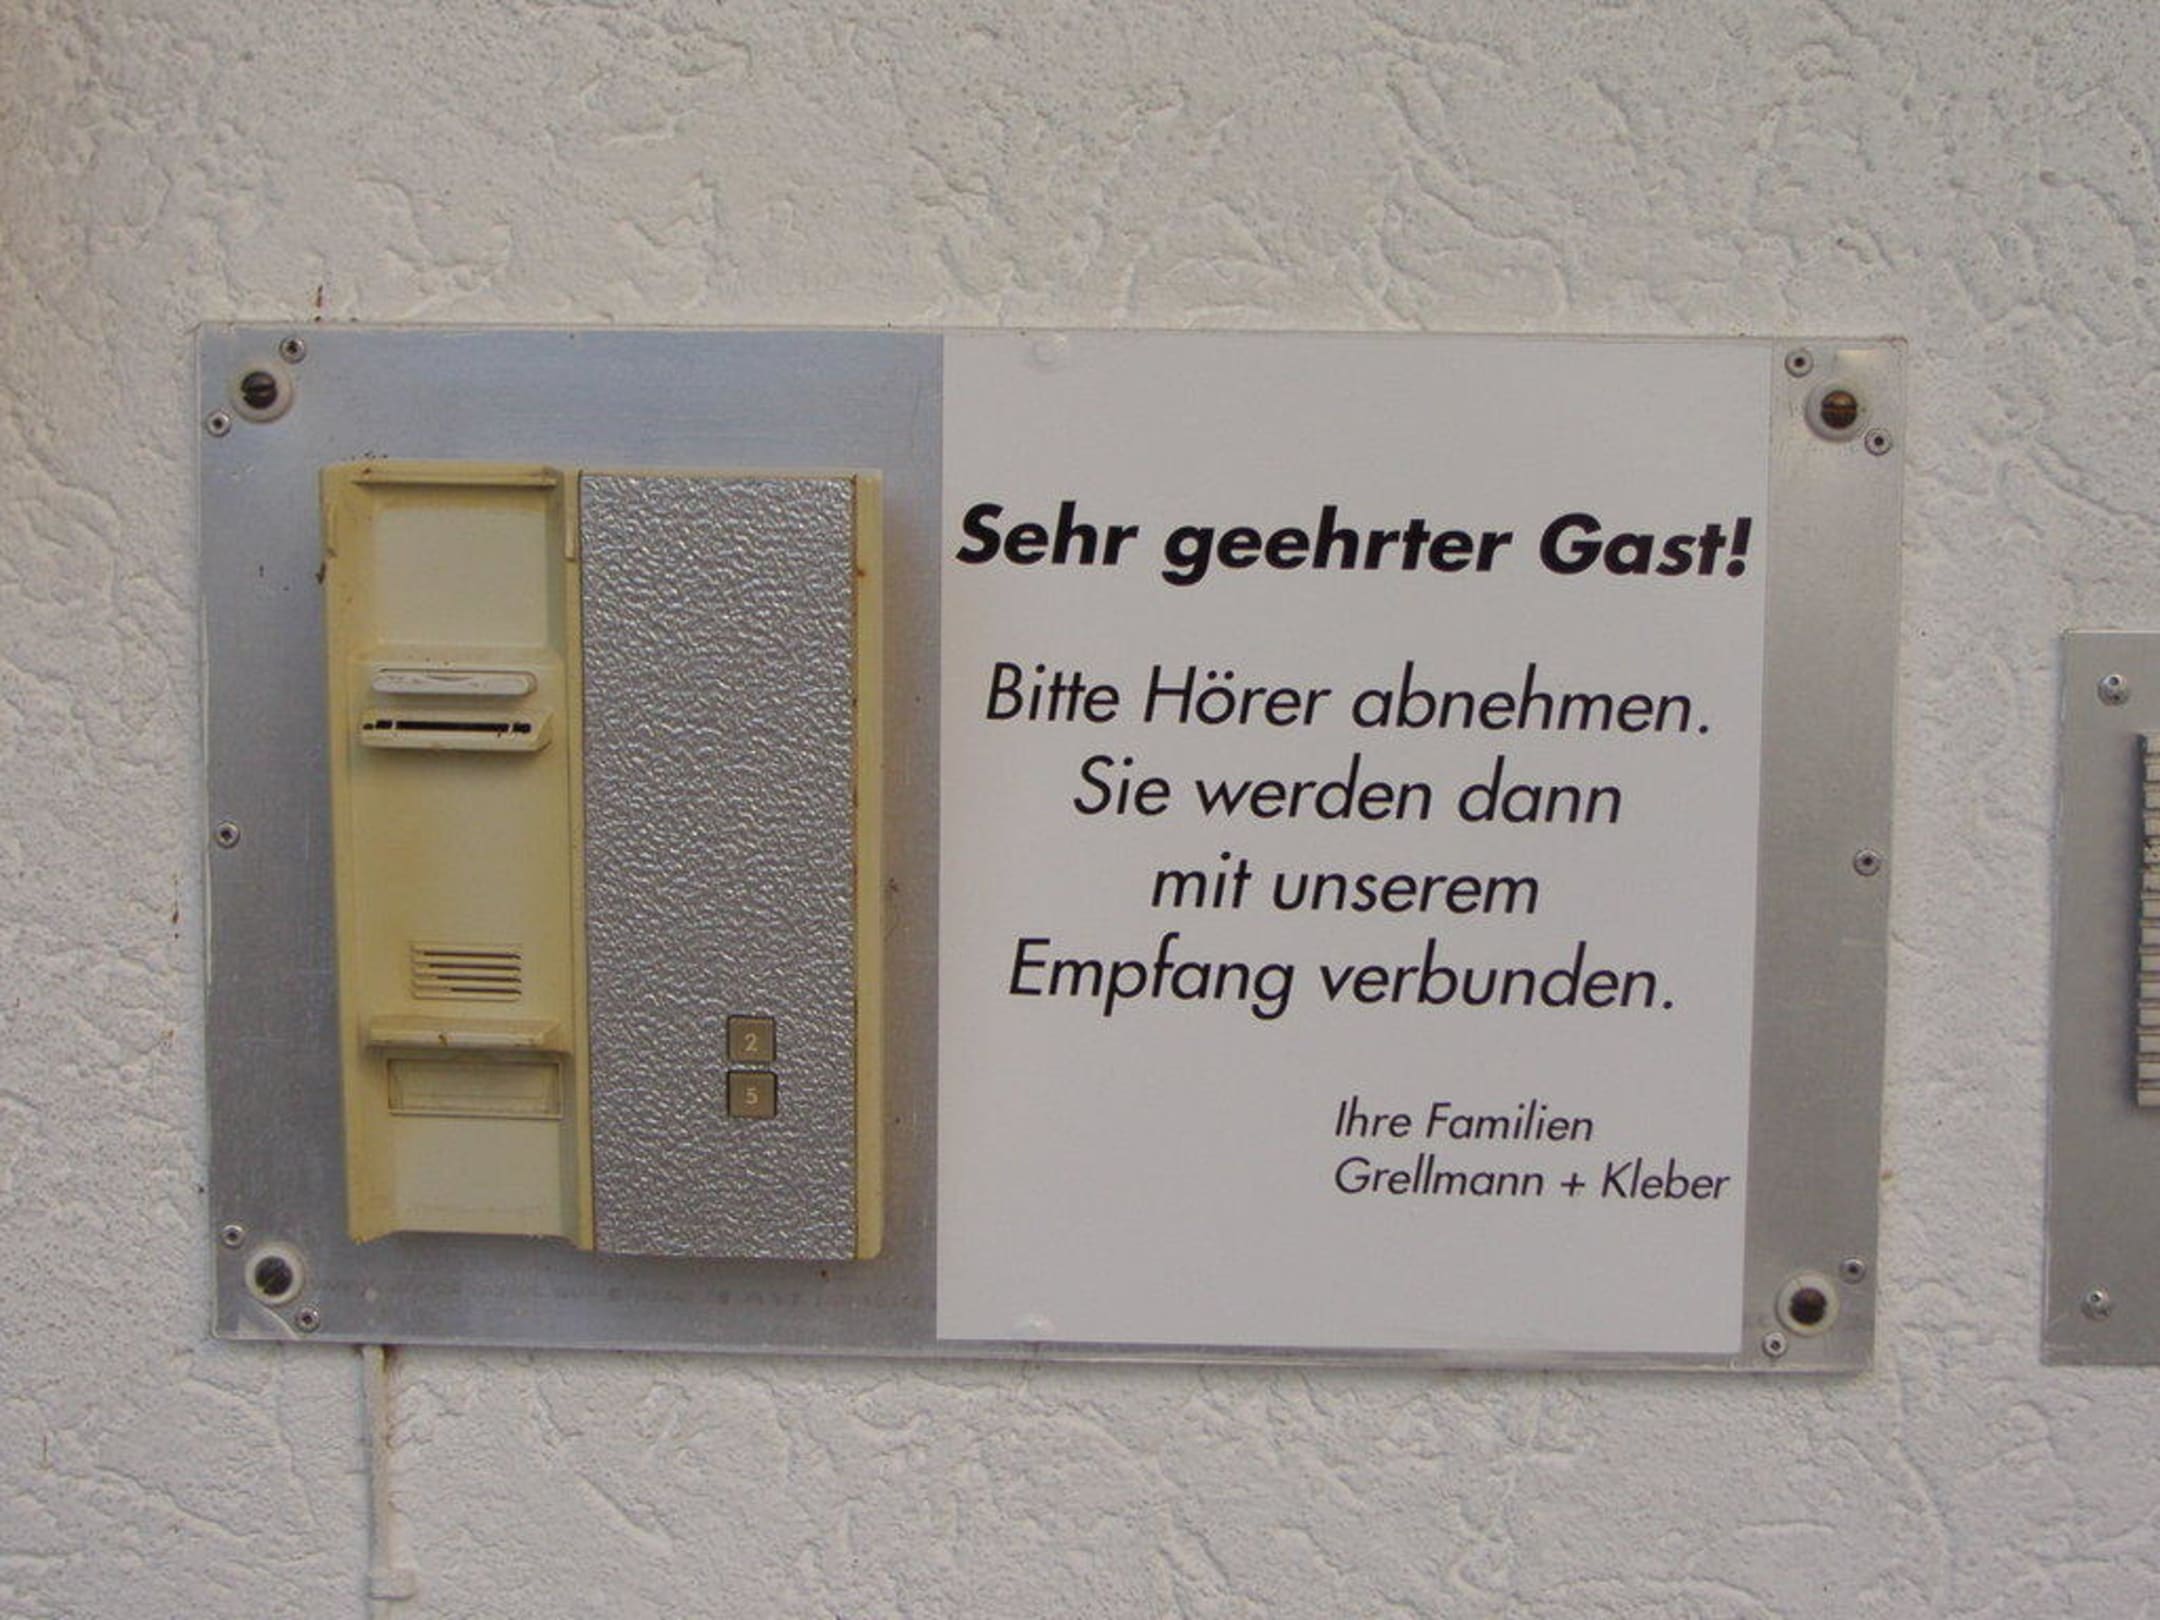 Sehr geehrter Gast!
Bitte Hörer abnehmen.
Sie werden dann
mit unserem
Empfang verbunden.
Ihre Familien
Grellmann + Kleber
2
5